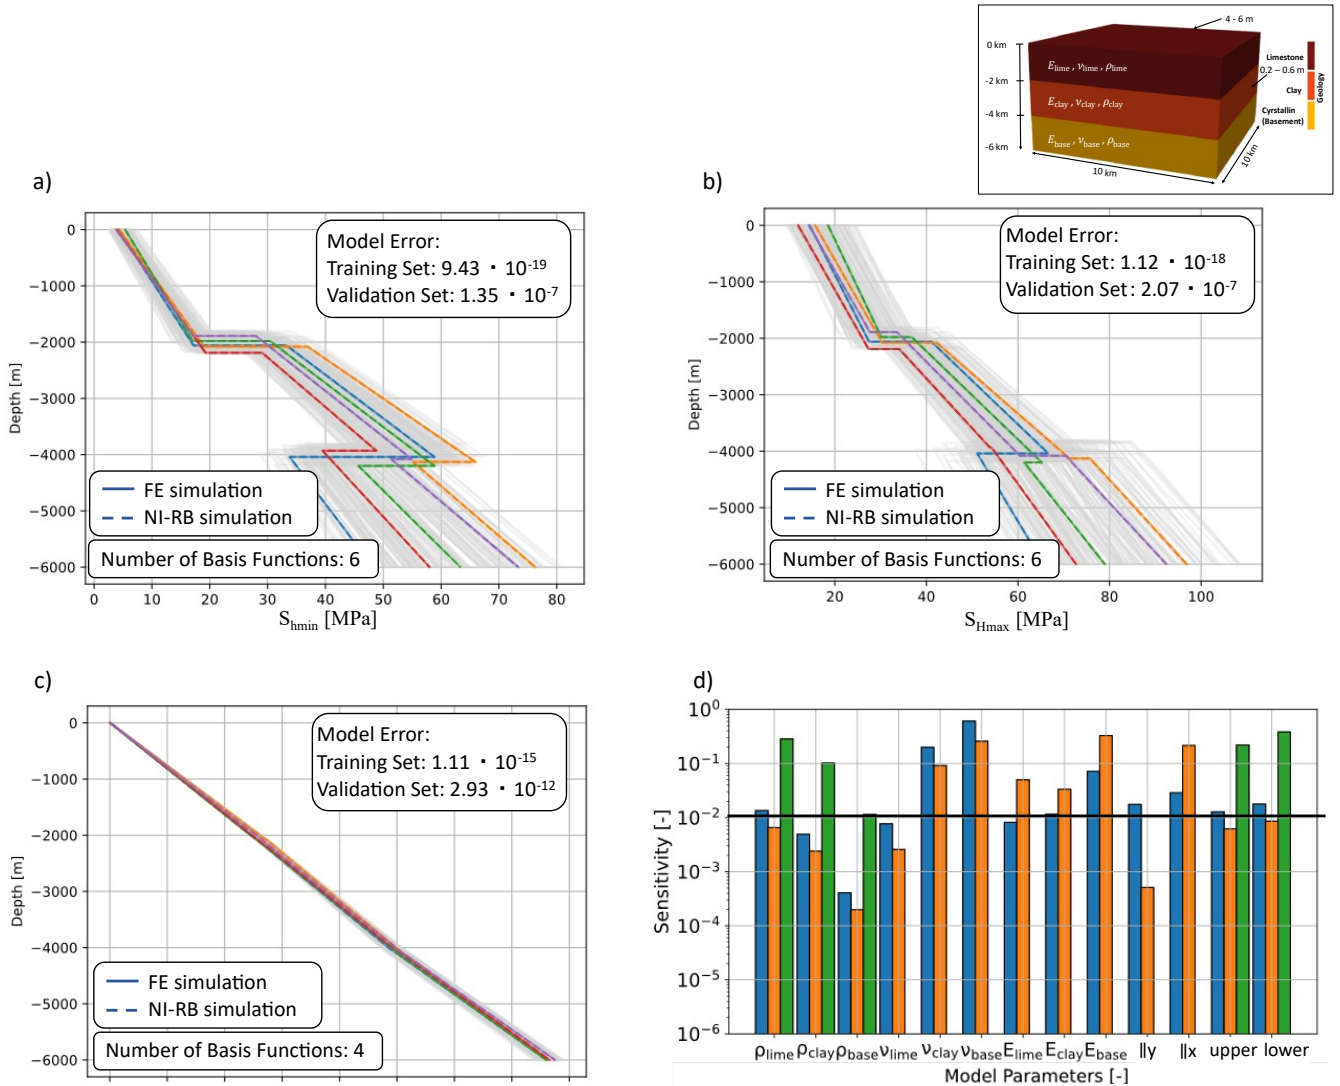 4 - 6 m
0 km
-2 km
-4 km
-6 km
E_lime , ν_lime , ρ_lime
E_clay , ν_clay , ρ_clay
E_base , ν_base , ρ_base
10 km
10 km
Limestone
0.2 – 0.6 m
Clay
Cyrstallin
(Basement)
Geology
a)
Model Error:
Training Set: 9.43 · 10^-19
Validation Set: 1.35 · 10^-7
0
−1000
−2000
−3000
−4000
−5000
−6000
Depth [m]
FE simulation
NI-RB simulation
Number of Basis Functions: 6
0 10 20 30 40 50 60 70 80
S_hmin [MPa]
b)
Model Error:
Training Set: 1.12 · 10^-18
Validation Set: 2.07 · 10^-7
0
−1000
−2000
−3000
−4000
−5000
−6000
Depth [m]
FE simulation
NI-RB simulation
Number of Basis Functions: 6
20 40 60 80 100
S_Hmax [MPa]
c)
Model Error:
Training Set: 1.11 · 10^-15
Validation Set: 2.93 · 10^-12
0
−1000
−2000
−3000
−4000
−5000
−6000
Depth [m]
FE simulation
NI-RB simulation
Number of Basis Functions: 4
d)
10^0
10^-1
10^-2
10^-3
10^-4
10^-5
10^-6
Sensitivity [-]
ρ_lime ρ_clay ρ_base ν_lime ν_clay ν_base E_lime E_clay E_base ||y ||x upper lower
Model Parameters [-]